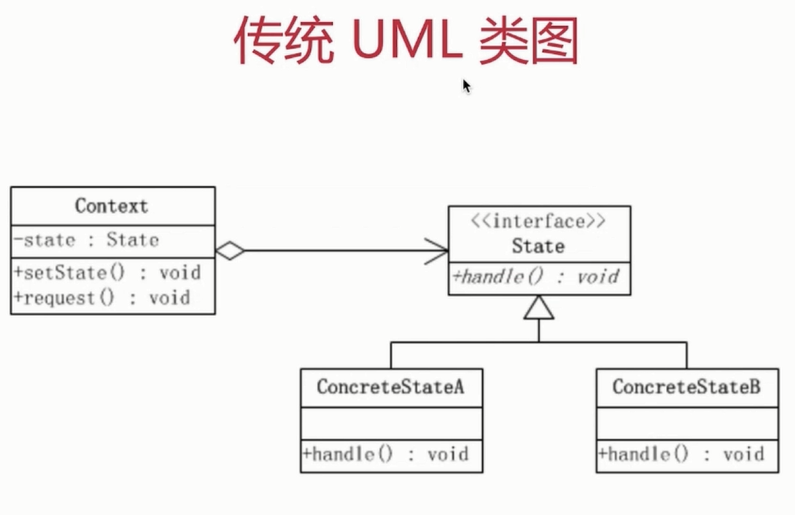 传统 UML 类图
Context
-state : State
+setState() : void
+request() : void
<<interface>>
State
+handle() : void
ConcreteStateA
+handle() : void
ConcreteStateB
+handle() : void